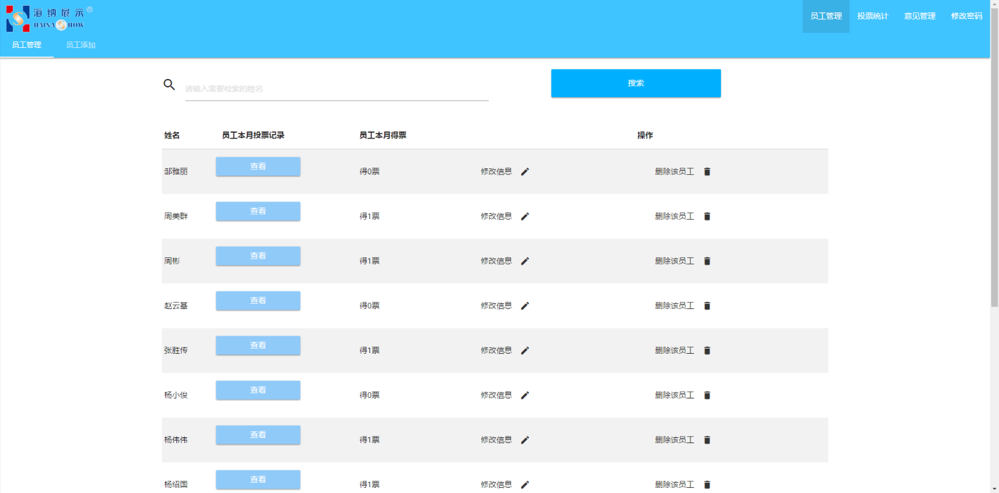 海纳展示®
HAINA SHOW
员工管理 投票统计 意见管理 修改密码
员工管理 员工添加
请输入需要检索的姓名 搜索
姓名 员工本月投票记录 员工本月得票 操作
邹雅丽 查看 得0票 修改信息 删除该员工
周美群 查看 得1票 修改信息 删除该员工
周彬 查看 得1票 修改信息 删除该员工
赵云基 查看 得0票 修改信息 删除该员工
张胜传 查看 得1票 修改信息 删除该员工
杨小俊 查看 得0票 修改信息 删除该员工
杨伟伟 查看 得1票 修改信息 删除该员工
杨绍国 查看 得1票 修改信息 删除该员工